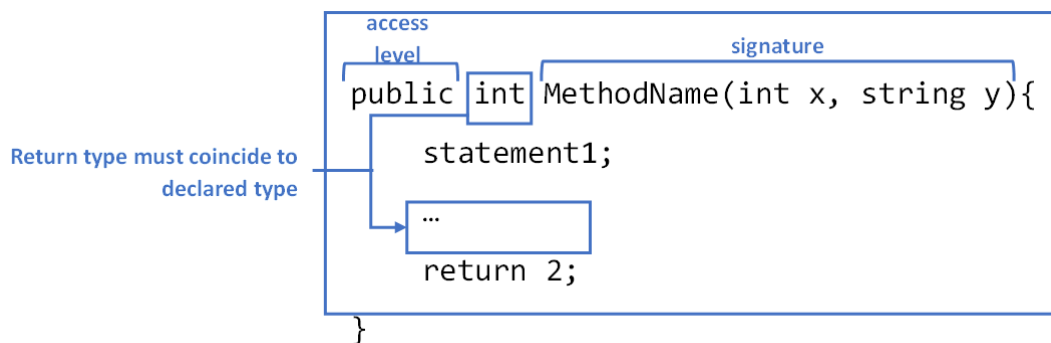 access
level
signature
public int MethodName(int x, string y){
Return type must coincide to
declared type
statement1;
…
return 2;
}